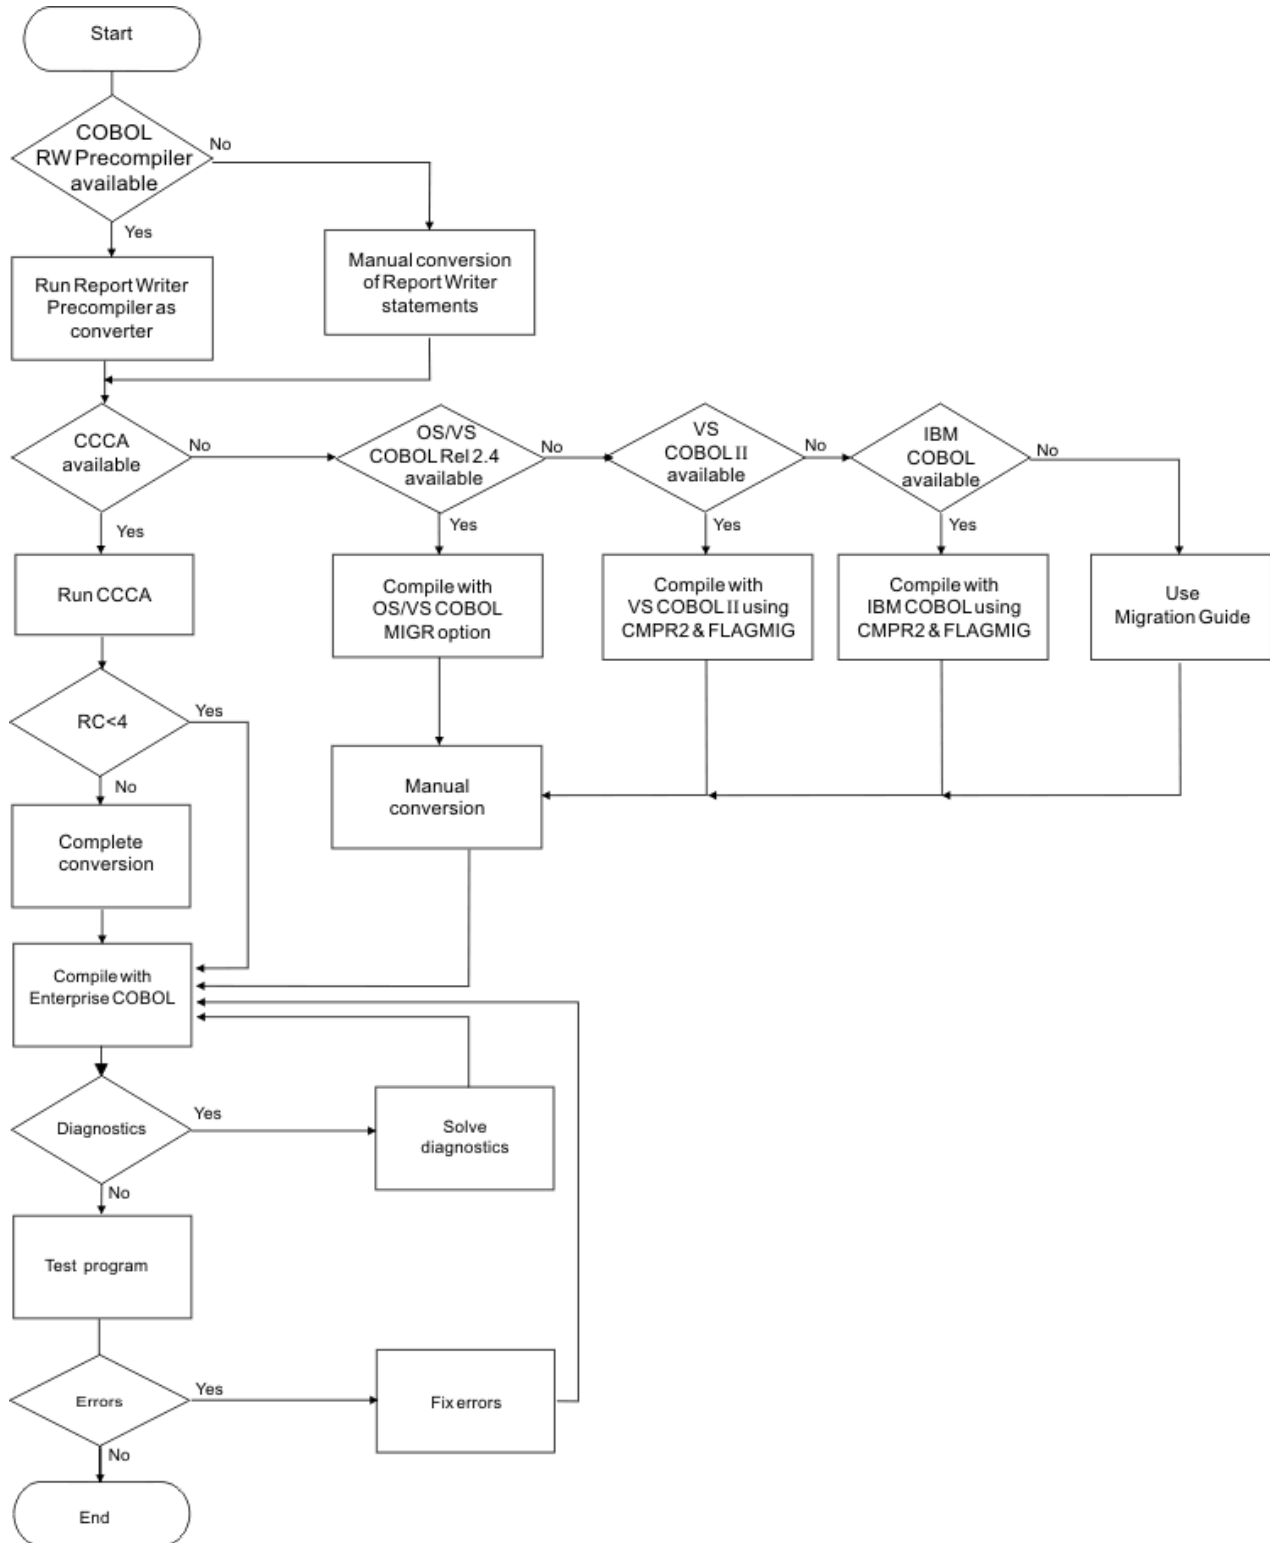 Start
COBOL
RW Precompiler
available
No
Yes
Manual conversion
of Report Writer
statements
Run Report Writer
Precompiler as
converter
CCCA
available
No
OS/VS
COBOL Rel 2.4
available
No
VS
COBOL II
available
No
IBM
COBOL
available
No
Yes
Yes
Yes
Yes
Run CCCA
Compile with
OS/VS COBOL
MIGR option
Compile with
VS COBOL II using
CMPR2 & FLAGMIG
Compile with
IBM COBOL using
CMPR2 & FLAGMIG
Use
Migration Guide
RC<4
Yes
No
Manual
conversion
Complete
conversion
Compile with
Enterprise COBOL
Diagnostics
Yes
Solve
diagnostics
No
Test program
Errors
Yes
Fix errors
No
End